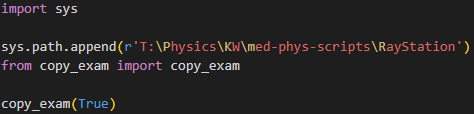 import sys
sys.path.append(r'T:\Physics\KW\med-phys-scripts\RayStation')
from copy_exam import copy_exam
copy_exam(True)